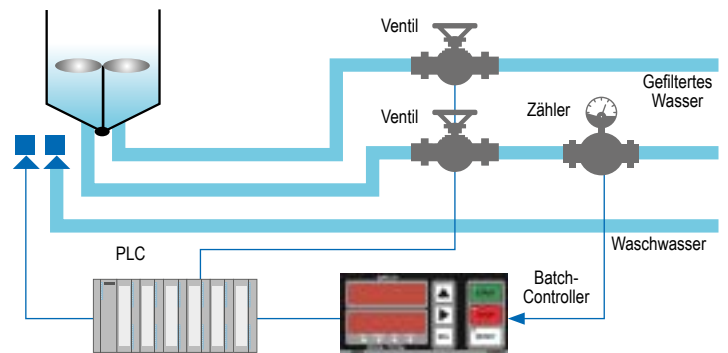 Ventil
Gefiltertes
Wasser
Ventil
Zähler
Waschwasser
PLC
Batch-
Controller